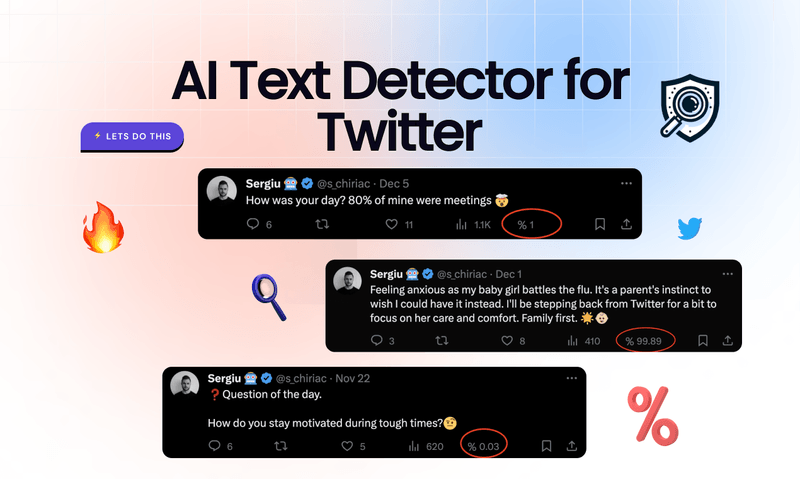 AI Text Detector for
Twitter
⚡ LETS DO THIS
Sergiu 🤖 @s_chiriac · Dec 5
How was your day? 80% of mine were meetings 🤯
6 11 1.1K % 1
Sergiu 🤖 @s_chiriac · Dec 1
Feeling anxious as my baby girl battles the flu. It's a parent's instinct to
wish I could have it instead. I'll be stepping back from Twitter for a bit to
focus on her care and comfort. Family first. 🌟👶🏻
3 8 410 % 99.89
Sergiu 🤖 @s_chiriac · Nov 22
❓Question of the day.
How do you stay motivated during tough times?🤨
6 5 620 % 0.03
%